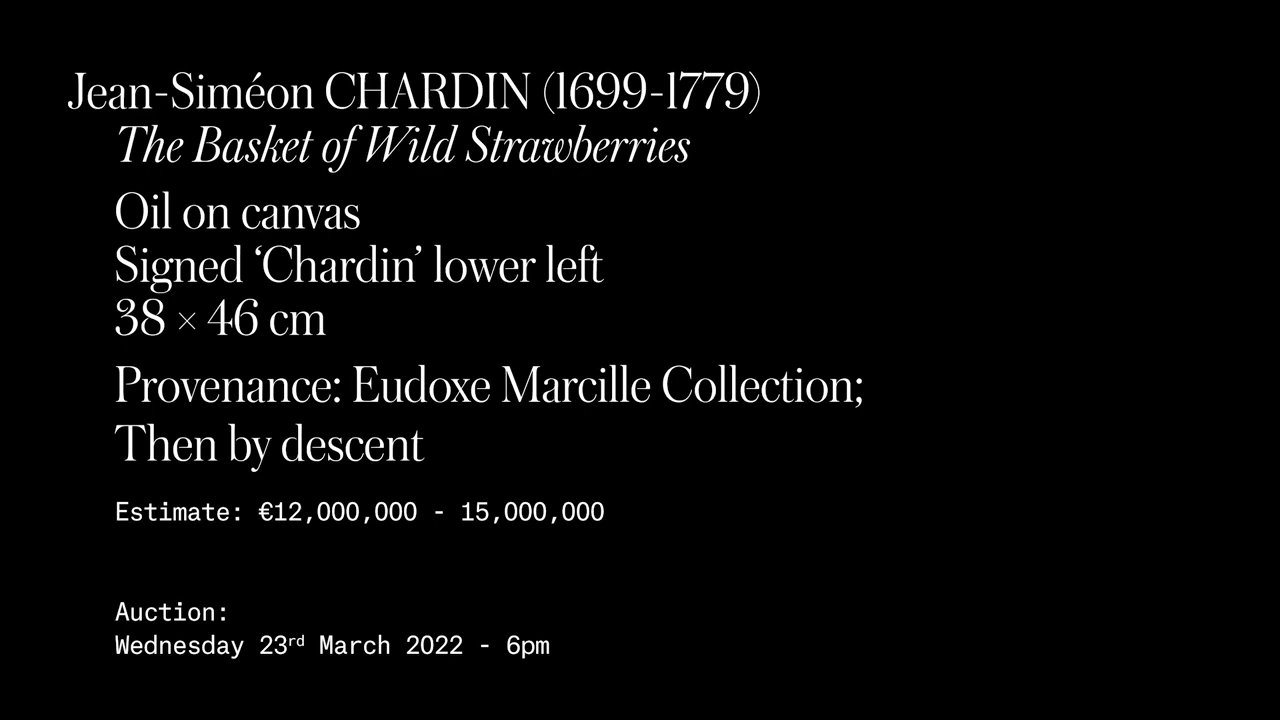 Jean-Siméon CHARDIN (1699-1779)
The Basket of Wild Strawberries
Oil on canvas
Signed ‘Chardin’ lower left
38 × 46 cm
Provenance: Eudoxe Marcille Collection;
Then by descent
Estimate: €12,000,000 - 15,000,000
Auction:
Wednesday 23rd March 2022 - 6pm